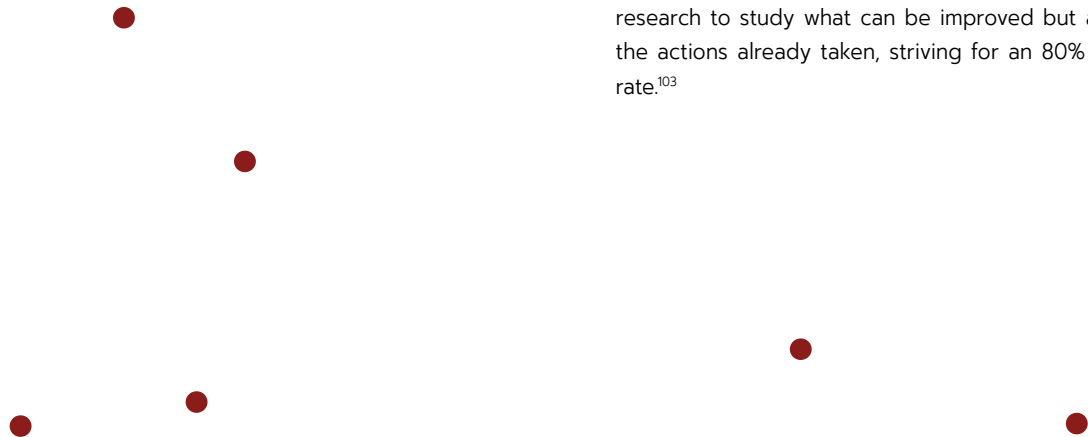 research to study what can be improved but
the actions already taken, striving for an 80%
rate.103